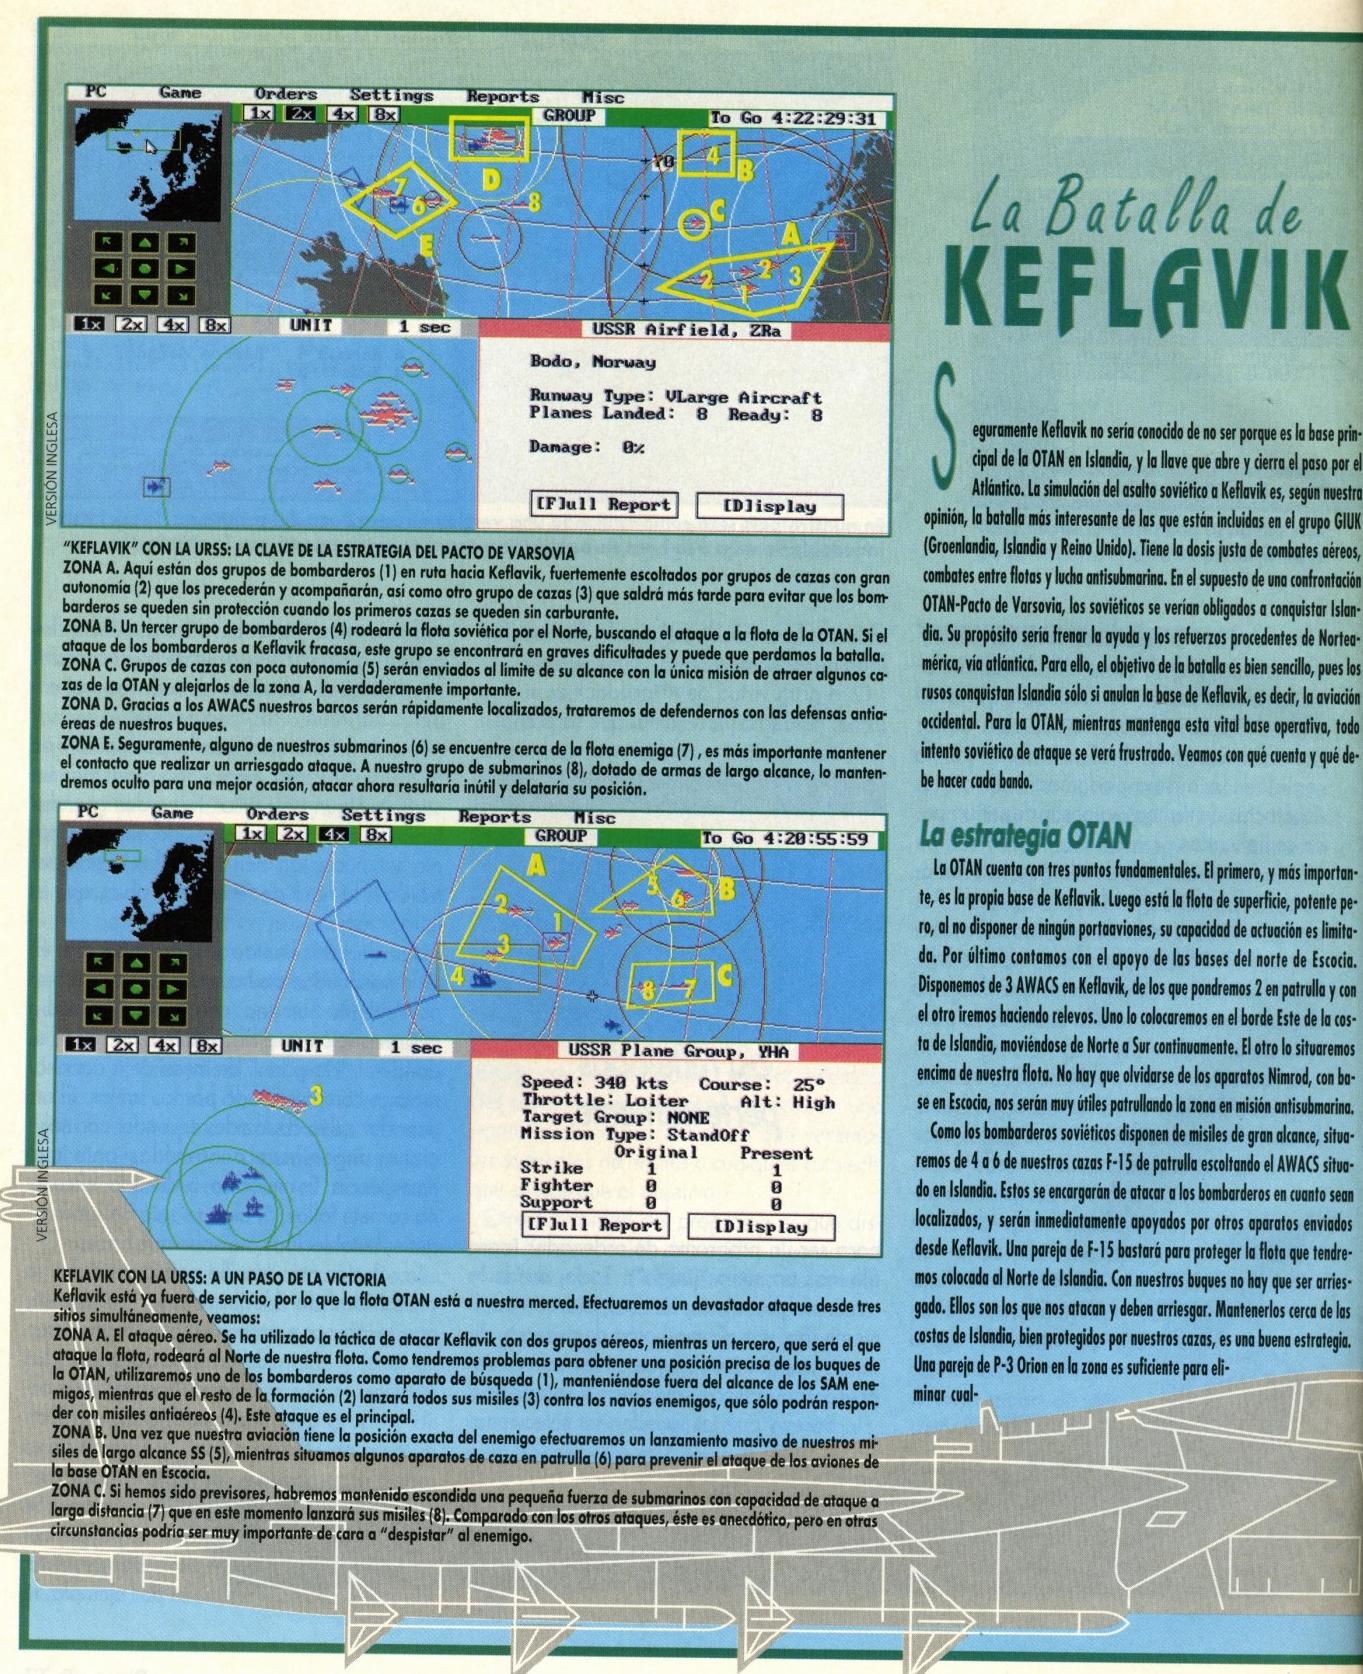 PC Game Orders Settings Reports Misc
1x 2x 4x 8x GROUP To Go 4:22:29:31
70
4
B
D
7
6
8
C
E
A
2 2 3
1
1x 2x 4x 8x UNIT 1 sec
USSR Airfield, ZRa
Bodo, Norway
Runway Type: VLarge Aircraft
Planes Landed: 8 Ready: 8
Damage: 0%
[F]ull Report [D]isplay
VERSIÓN INGLESA
"KEFLAVIK" CON LA URSS: LA CLAVE DE LA ESTRATEGIA DEL PACTO DE VARSOVIA
ZONA A. Aquí están dos grupos de bombarderos (1) en ruta hacia Keflavik, fuertemente escoltados por grupos de cazas con gran
autonomía (2) que los precederán y acompañarán, así como otro grupo de cazas (3) que saldrá más tarde para evitar que los bom-
barderos se queden sin protección cuando los primeros cazas se queden sin carburante.
ZONA B. Un tercer grupo de bombarderos (4) rodeará la flota soviética por el Norte, buscando el ataque a la flota de la OTAN. Si el
ataque de los bombarderos a Keflavik fracasa, este grupo se encontrará en graves dificultades y puede que perdamos la batalla.
ZONA C. Grupos de cazas con poca autonomía (5) serán enviados al límite de su alcance con la única misión de atraer algunos ca-
zas de la OTAN y alejarlos de la zona A, la verdaderamente importante.
ZONA D. Gracias a los AWACS nuestros barcos serán rápidamente localizados, trataremos de defendernos con las defensas antia-
éreas de nuestros buques.
ZONA E. Seguramente, alguno de nuestros submarinos (6) se encuentre cerca de la flota enemiga (7) , es más importante mantener
el contacto que realizar un arriesgado ataque. A nuestro grupo de submarinos (8), dotado de armas de largo alcance, lo manten-
dremos oculto para una mejor ocasión, atacar ahora resultaría inútil y delataría su posición.
PC Game Orders Settings Reports Misc
1x 2x 4x 8x GROUP To Go 4:20:55:59
A
5
B
2
6
1
3
4
C
8 7
1x 2x 4x 8x UNIT 1 sec
USSR Plane Group, YHA
3
Speed: 340 kts Course: 25°
Throttle: Loiter Alt: High
Target Group: NONE
Mission Type: StandOff
Original Present
Strike 1 1
Fighter 0 0
Support 0 0
[F]ull Report [D]isplay
VERSIÓN INGLESA
KEFLAVIK CON LA URSS: A UN PASO DE LA VICTORIA
Keflavik está ya fuera de servicio, por lo que la flota OTAN está a nuestra merced. Efectuaremos un devastador ataque desde tres
sitios simultáneamente, veamos:
ZONA A. El ataque aéreo. Se ha utilizado la táctica de atacar Keflavik con dos grupos aéreos, mientras un tercero, que será el que
ataque la flota, rodeará al Norte de nuestra flota. Como tendremos problemas para obtener una posición precisa de los buques de
la OTAN, utilizaremos uno de los bombarderos como aparato de búsqueda (1), manteniéndose fuera del alcance de los SAM ene-
migos, mientras que el resto de la formación (2) lanzará todos sus misiles (3) contra los navíos enemigos, que sólo podrán respon-
der con misiles antiaéreos (4). Este ataque es el principal.
ZONA B. Una vez que nuestra aviación tiene la posición exacta del enemigo efectuaremos un lanzamiento masivo de nuestros mi-
siles de largo alcance SS (5), mientras situamos algunos aparatos de caza en patrulla (6) para prevenir el ataque de los aviones de
la base OTAN en Escocia.
ZONA C. Si hemos sido previsores, habremos mantenido escondida una pequeña fuerza de submarinos con capacidad de ataque a
larga distancia (7) que en este momento lanzará sus misiles (8). Comparado con los otros ataques, éste es anecdótico, pero en otras
circunstancias podría ser muy importante de cara a "despistar" al enemigo.
La Batalla de
KEFLAVIK
Seguramente Keflavik no sería conocido de no ser porque es la base prin-
cipal de la OTAN en Islandia, y la llave que abre y cierra el paso por el
Atlántico. La simulación del asalto soviético a Keflavik es, según nuestra
opinión, la batalla más interesante de las que están incluidas en el grupo GIUK
(Groenlandia, Islandia y Reino Unido). Tiene la dosis justa de combates aéreos,
combates entre flotas y lucha antisubmarina. En el supuesto de una confrontación
OTAN-Pacto de Varsovia, los soviéticos se verían obligados a conquistar Islan-
dia. Su propósito sería frenar la ayuda y los refuerzos procedentes de Nortea-
mérica, vía atlántica. Para ello, el objetivo de la batalla es bien sencillo, pues los
rusos conquistan Islandia sólo si anulan la base de Keflavik, es decir, la aviación
occidental. Para la OTAN, mientras mantenga esta vital base operativa, todo
intento soviético de ataque se verá frustrado. Veamos con qué cuenta y qué de-
be hacer cada bando.
La estrategia OTAN
La OTAN cuenta con tres puntos fundamentales. El primero, y más importan-
te, es la propia base de Keflavik. Luego está la flota de superficie, potente pe-
ro, al no disponer de ningún portaaviones, su capacidad de actuación es limita-
da. Por último contamos con el apoyo de las bases del norte de Escocia.
Disponemos de 3 AWACS en Keflavik, de los que pondremos 2 en patrulla y con
el otro iremos haciendo relevos. Uno lo colocaremos en el borde Este de la cos-
ta de Islandia, moviéndose de Norte a Sur continuamente. El otro lo situaremos
encima de nuestra flota. No hay que olvidarse de los aparatos Nimrod, con ba-
se en Escocia, nos serán muy útiles patrullando la zona en misión antisubmarina.
Como los bombarderos soviéticos disponen de misiles de gran alcance, situa-
remos de 4 a 6 de nuestros cazas F-15 de patrulla escoltando el AWACS situa-
do en Islandia. Estos se encargarán de atacar a los bombarderos en cuanto sean
localizados, y serán inmediatamente apoyados por otros aparatos enviados
desde Keflavik. Una pareja de F-15 bastará para proteger la flota que tendre-
mos colocada al Norte de Islandia. Con nuestros buques no hay que ser arries-
gado. Ellos son los que nos atacan y deben arriesgar. Mantenerlos cerca de las
costas de Islandia, bien protegidos por nuestros cazas, es una buena estrategia.
Una pareja de P-3 Orion en la zona es suficiente para eli-
minar cual-